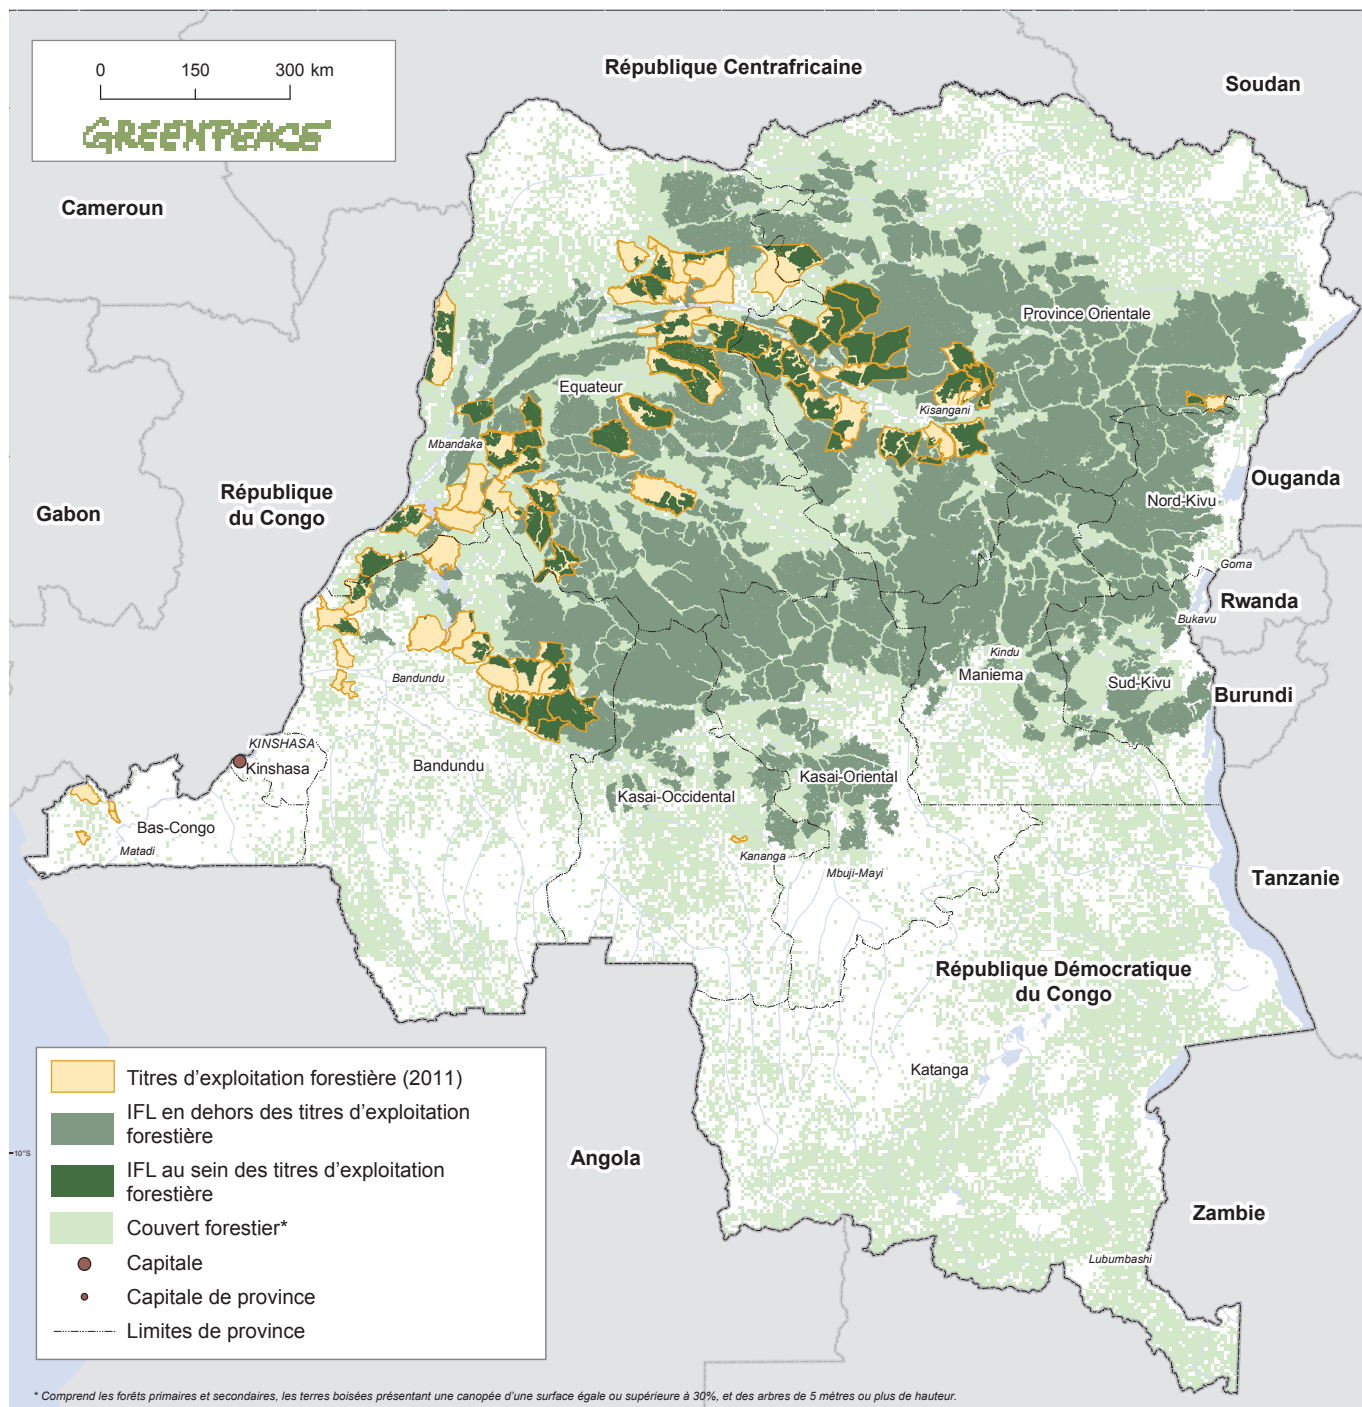 0 150 300 km
GREENPEACE
République Centrafricaine
Soudan
Cameroun
Province Orientale
Equateur
Kisangani
Mbandaka
Ouganda
Nord-Kivu
Gabon
République
du Congo
Goma
Rwanda
Bukavu
Kindu
Maniema
Sud-Kivu
Bandundu
Burundi
KINSHASA
Kinshasa
Bandundu
Kasai-Oriental
Kasai-Occidental
Bas-Congo
Matadi
Kananga
Mbuji-Mayi
Tanzanie
République Démocratique
du Congo
Katanga
Titres d'exploitation forestière (2011)
IFL en dehors des titres d'exploitation
forestière
IFL au sein des titres d'exploitation
forestière
Couvert forestier*
Capitale
Capitale de province
Limites de province
10°S
Angola
Zambie
Lubumbashi
* Comprend les forêts primaires et secondaires, les terres boisées présentant une canopée d'une surface égale ou supérieure à 30%, et des arbres de 5 mètres ou plus de hauteur.